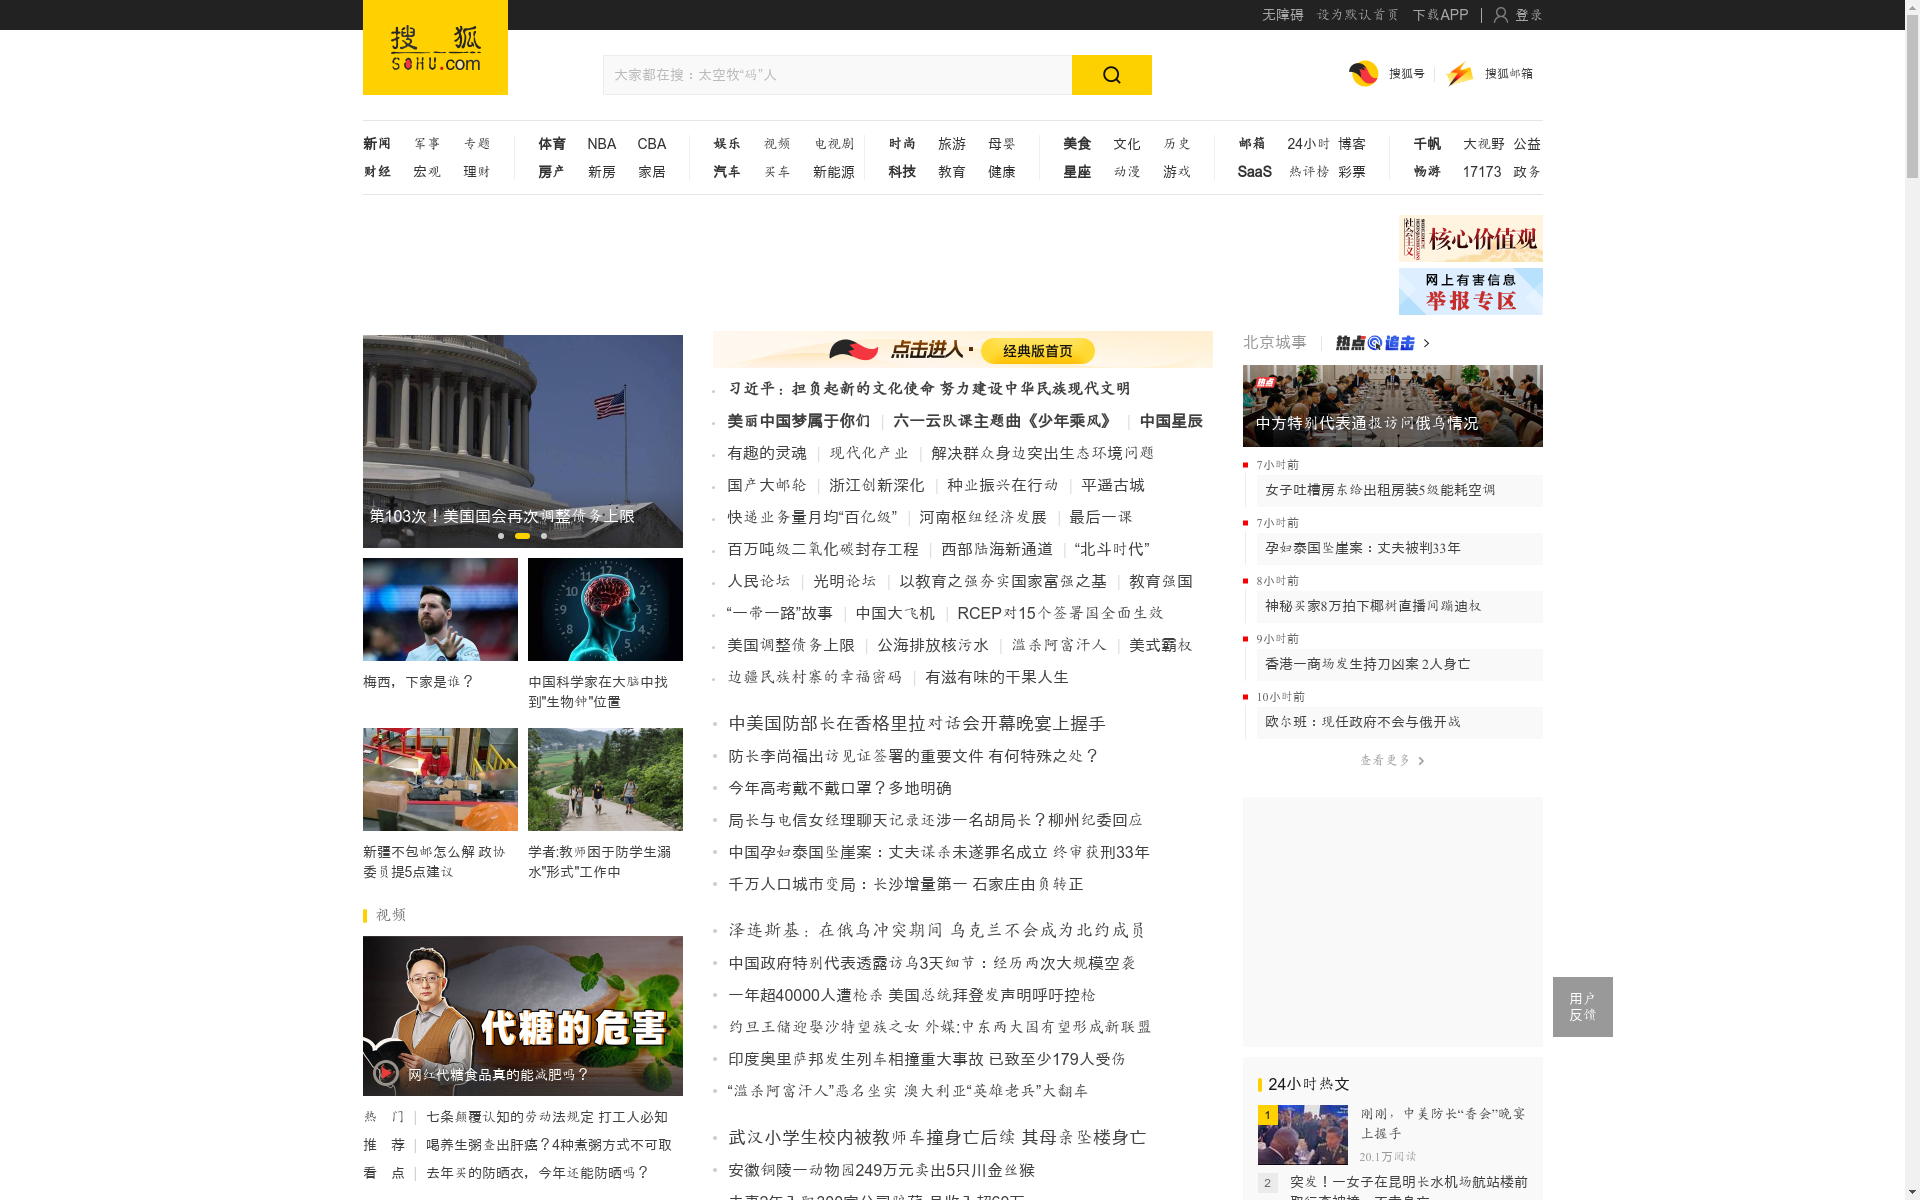 无障碍 设为默认首页 下载APP 登录
搜狐
SOHU.com
大家都在搜：太空牧“码”人
搜狐号 搜狐邮箱
新闻 军事 专题 体育 NBA CBA 娱乐 视频 电视剧 时尚 旅游 母婴 美食 文化 历史 邮箱 24小时 博客 千帆 大视野 公益
财经 宏观 理财 房产 新房 家居 汽车 买车 新能源 科技 教育 健康 星座 动漫 游戏 SaaS 热评榜 彩票 畅游 17173 政务
社会主义 核心价值观
网上有害信息
举报专区
第103次！美国国会再次调整债务上限
梅西，下家是谁？
中国科学家在大脑中找
到"生物钟"位置
新疆不包邮怎么解 政协
委员提5点建议
学者:教师困于防学生溺
水"形式"工作中
视频
代糖的危害
网红代糖食品真的能减肥吗？
热 门 七条颠覆认知的劳动法规定 打工人必知
推 荐 喝养生粥查出肝癌？4种煮粥方式不可取
看 点 去年买的防晒衣，今年还能防晒吗？
点击进入 · 经典版首页
习近平：担负起新的文化使命 努力建设中华民族现代文明
美丽中国梦属于你们 六一云队课主题曲《少年乘风》 中国星辰
有趣的灵魂 现代化产业 解决群众身边突出生态环境问题
国产大邮轮 浙江创新深化 种业振兴在行动 平遥古城
快递业务量月均“百亿级” 河南枢纽经济发展 最后一课
百万吨级二氧化碳封存工程 西部陆海新通道 “北斗时代”
人民论坛 光明论坛 以教育之强夯实国家富强之基 教育强国
“一带一路”故事 中国大飞机 RCEP对15个签署国全面生效
美国调整债务上限 公海排放核污水 滥杀阿富汗人 美式霸权
边疆民族村寨的幸福密码 有滋有味的干果人生
中美国防部长在香格里拉对话会开幕晚宴上握手
防长李尚福出访见证签署的重要文件 有何特殊之处？
今年高考戴不戴口罩？多地明确
局长与电信女经理聊天记录还涉一名胡局长？柳州纪委回应
中国孕妇泰国坠崖案：丈夫谋杀未遂罪名成立 终审获刑33年
千万人口城市变局：长沙增量第一 石家庄由负转正
泽连斯基：在俄乌冲突期间 乌克兰不会成为北约成员
中国政府特别代表透露访乌3天细节：经历两次大规模空袭
一年超40000人遭枪杀 美国总统拜登发声明呼吁控枪
约旦王储迎娶沙特望族之女 外媒:中东两大国有望形成新联盟
印度奥里萨邦发生列车相撞重大事故 已致至少179人受伤
“滥杀阿富汗人”恶名坐实 澳大利亚“英雄老兵”大翻车
武汉小学生校内被教师车撞身亡后续 其母亲坠楼身亡
安徽铜陵一动物园249万元卖出5只川金丝猴
北京城事 热点追击
热点
中方特别代表通报访问俄乌情况
7小时前
女子吐槽房东给出租房装5级能耗空调
7小时前
孕妇泰国坠崖案：丈夫被判33年
8小时前
神秘买家8万拍下椰树直播间蹦迪权
9小时前
香港一商场发生持刀凶案 2人身亡
10小时前
欧尔班：现任政府不会与俄开战
查看更多
用户
反馈
24小时热文
1 刚刚，中美防长“香会”晚宴
上握手
20.1万阅读
2 突发！一女子在昆明长水机场航站楼前